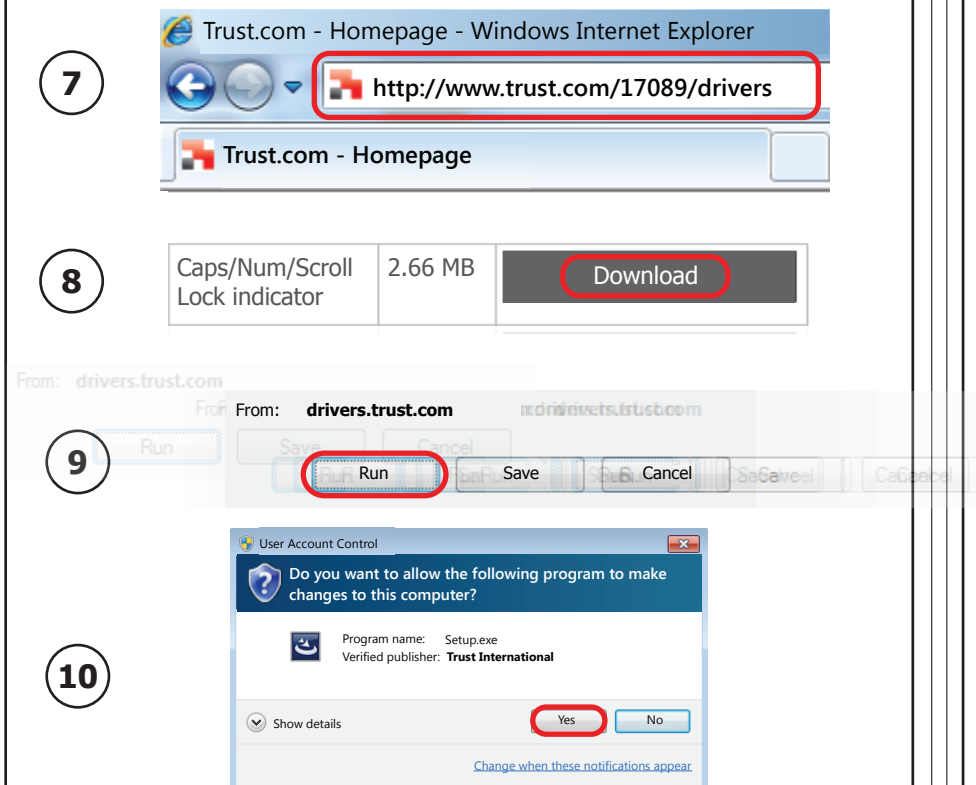 7
Trust.com - Homepage - Windows Internet Explorer
http://www.trust.com/17089/drivers
Trust.com - Homepage
8
Caps/Num/Scroll
Lock indicator
2.66 MB
Download
From: drivers.trust.com
From: drivers.trust.com
9
Run Save Cancel
Run Save Cancel
User Account Control
Do you want to allow the following program to make
changes to this computer?
Program name: Setup.exe
Verified publisher: Trust International
10
Show details
Yes No
Change when these notifications appear